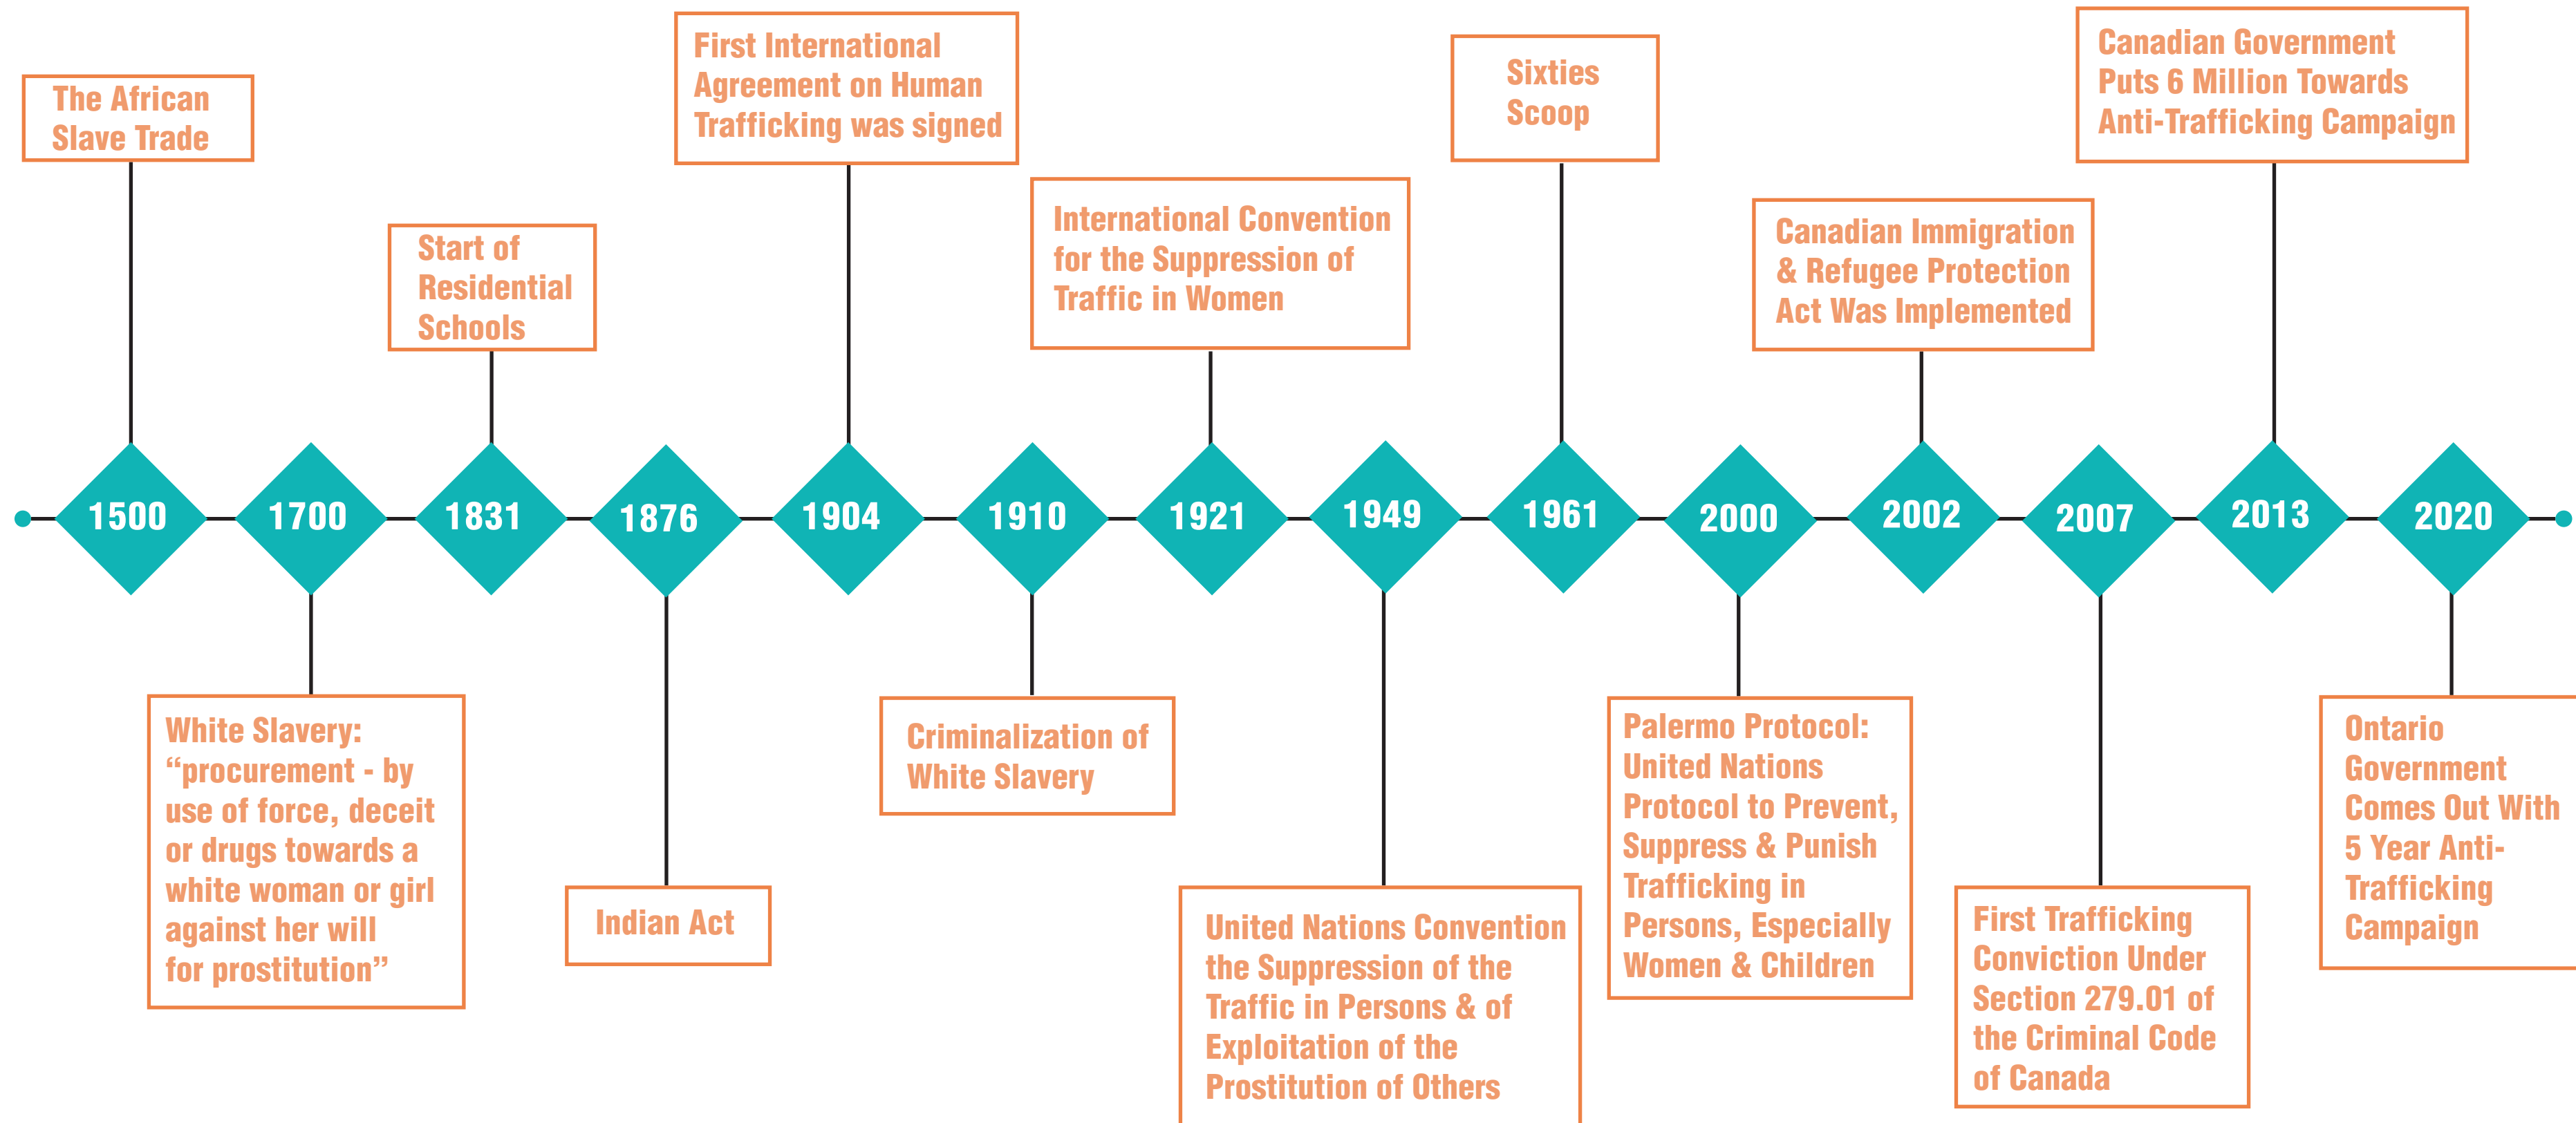 The African
Slave Trade
First International
Agreement on Human
Trafficking was signed
Sixties
Scoop
Canadian Government
Puts 6 Million Towards
Anti-Trafficking Campaign
Start of
Residential
Schools
International Convention
for the Suppression of
Traffic in Women
Canadian Immigration
& Refugee Protection
Act Was Implemented
1500
1700
1831
1876
1904
1910
1921
1949
1961
2000
2002
2007
2013
2020
White Slavery:
“procurement - by
use of force, deceit
or drugs towards a
white woman or girl
against her will
for prostitution”
Indian Act
Criminalization of
White Slavery
United Nations Convention
the Suppression of the
Traffic in Persons & of
Exploitation of the
Prostitution of Others
Palermo Protocol:
United Nations
Protocol to Prevent,
Suppress & Punish
Trafficking in
Persons, Especially
Women & Children
First Trafficking
Conviction Under
Section 279.01 of
the Criminal Code
of Canada
Ontario
Government
Comes Out With
5 Year Anti-
Trafficking
Campaign